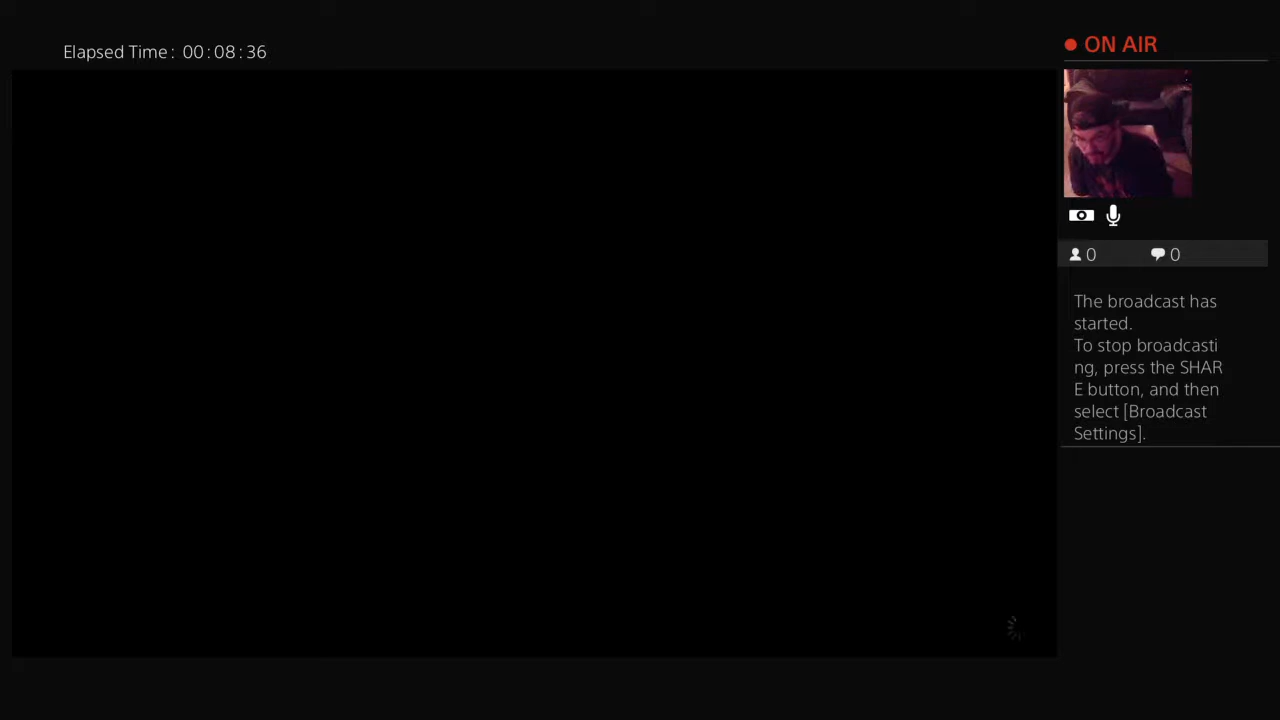 Elapsed Time: 00:08:36
ON AIR
0 0
The broadcast has
started.
To stop broadcasti
ng, press the SHAR
E button, and then
select [Broadcast
Settings].